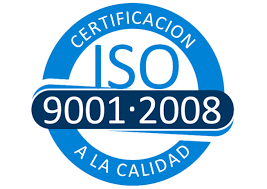 CERTIFICACION
ISO
9001·2008
A LA CALIDAD